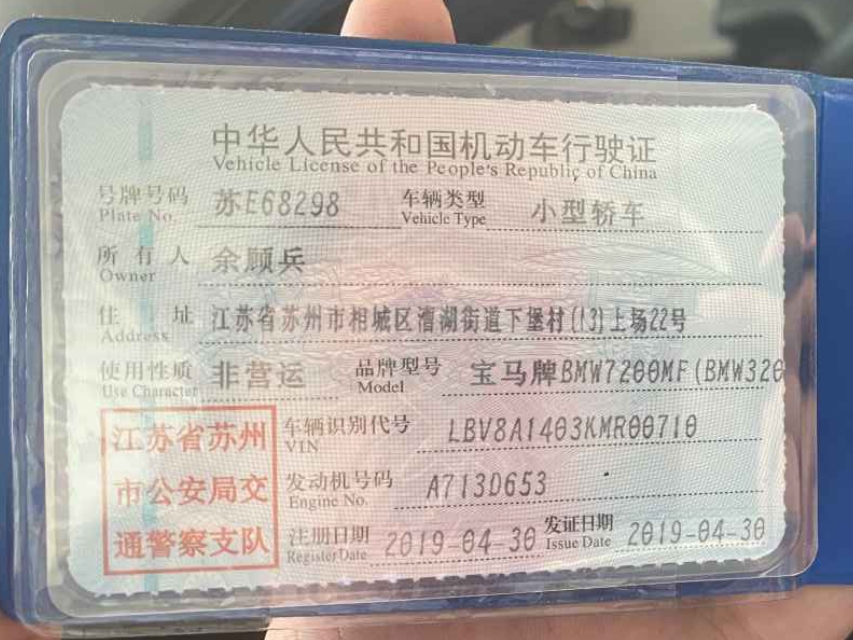 中华人民共和国机动车行驶证
Vehicle License of the People's Republic of China
号牌号码 苏E68298 车辆类型 小型轿车
Plate No. Vehicle Type
所有人 余顾兵
Owner
住址 江苏省苏州市相城区漕湖街道下堡村(13)上场22号
Address
使用性质 非营运 品牌型号 宝马牌BMW7200MF(BMW320
Use Character Model
江苏省苏州 车辆识别代号 LBV8A1403KMR00710
VIN
市公安局交 发动机号码 A713D653
Engine No.
通警察支队 注册日期 2019-04-30 发证日期 2019-04-30
Register Date Issue Date